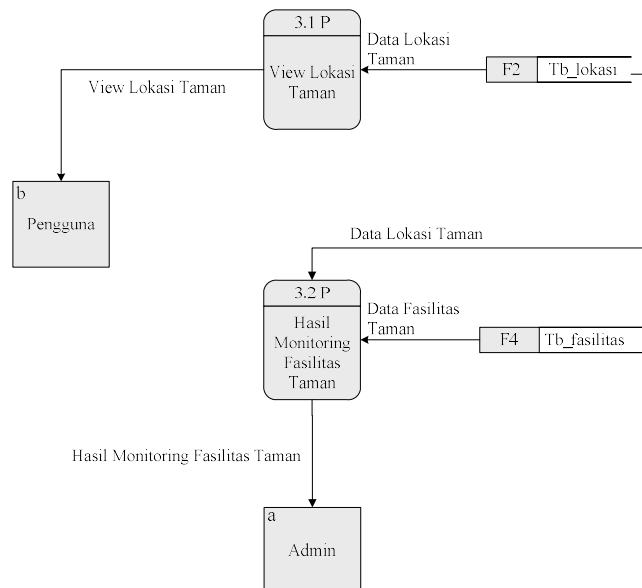 3.1 P
View Lokasi
Taman
Data Lokasi
Taman
F2
Tb_lokasi
View Lokasi Taman
b
Pengguna
Data Lokasi Taman
3.2 P
Hasil
Monitoring
Fasilitas
Taman
Data Fasilitas
Taman
F4
Tb_fasilitas
Hasil Monitoring Fasilitas Taman
a
Admin